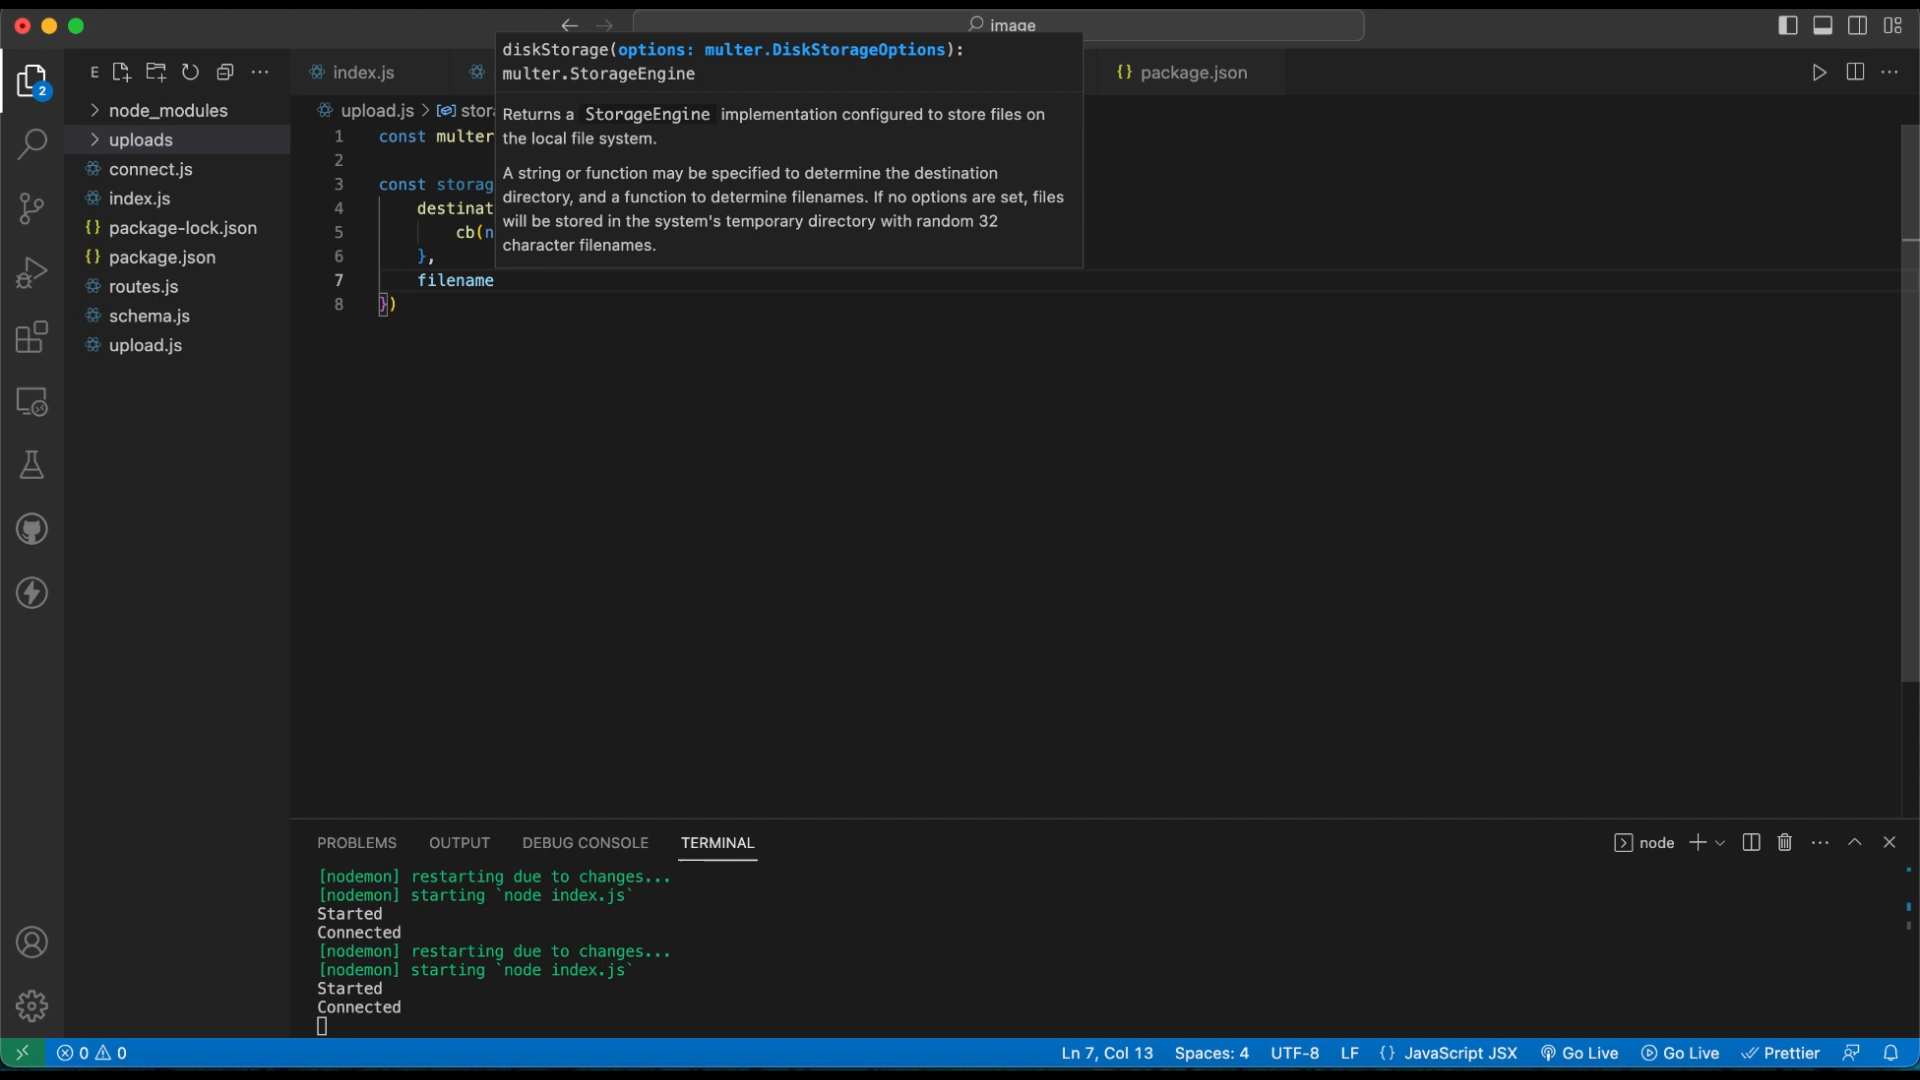 image
diskStorage(options: multer.DiskStorageOptions):
multer.StorageEngine
E
index.js
package.json
node_modules
uploads
connect.js
index.js
package-lock.json
package.json
routes.js
schema.js
upload.js
2
upload.js > stor
Returns a StorageEngine implementation configured to store files on
the local file system.
A string or function may be specified to determine the destination
directory, and a function to determine filenames. If no options are set, files
will be stored in the system's temporary directory with random 32
character filenames.
1 const multer
2
3 const storag
4 destinat
5 cb(n
6 },
7 filename
8 })
PROBLEMS OUTPUT DEBUG CONSOLE TERMINAL
node
[nodemon] restarting due to changes...
[nodemon] starting `node index.js`
Started
Connected
[nodemon] restarting due to changes...
[nodemon] starting `node index.js`
Started
Connected
0 0
Ln 7, Col 13 Spaces: 4 UTF-8 LF {} JavaScript JSX Go Live Go Live Prettier